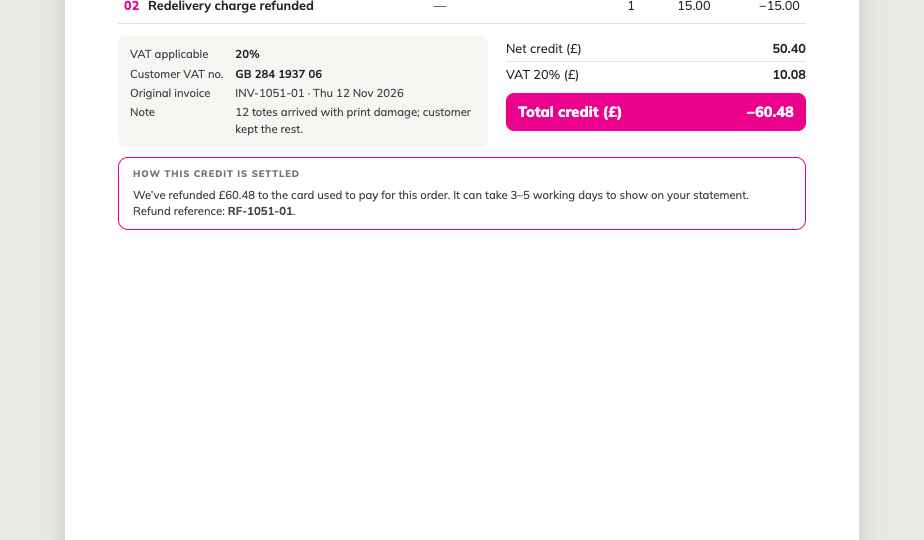 02 Redelivery charge refunded — 1 15.00 −15.00
VAT applicable 20%
Customer VAT no. GB 284 1937 06
Original invoice INV-1051-01 · Thu 12 Nov 2026
Note 12 totes arrived with print damage; customer
kept the rest.
Net credit (£) 50.40
VAT 20% (£) 10.08
Total credit (£) −60.48
HOW THIS CREDIT IS SETTLED
We’ve refunded £60.48 to the card used to pay for this order. It can take 3–5 working days to show on your statement.
Refund reference: RF-1051-01.